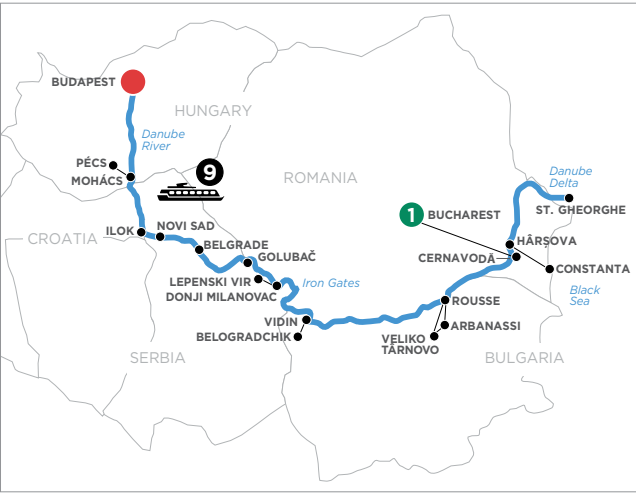 BUDAPEST
HUNGARY
Danube
River
PÉCS
MOHÁCS
9
ROMANIA
Danube
Delta
ST. GHEORGHE
1
BUCHAREST
ILOK
NOVI SAD
CROATIA
BELGRADE
GOLUBAČ
HÂRŞOVA
CERNAVODĂ
CONSTANTA
LEPENSKI VIR
DONJI MILANOVAC
Iron Gates
Black
Sea
ROUSSE
VIDIN
ARBANASSI
BELOGRADCHIK
VELIKO
TÂRNOVO
SERBIA
BULGARIA